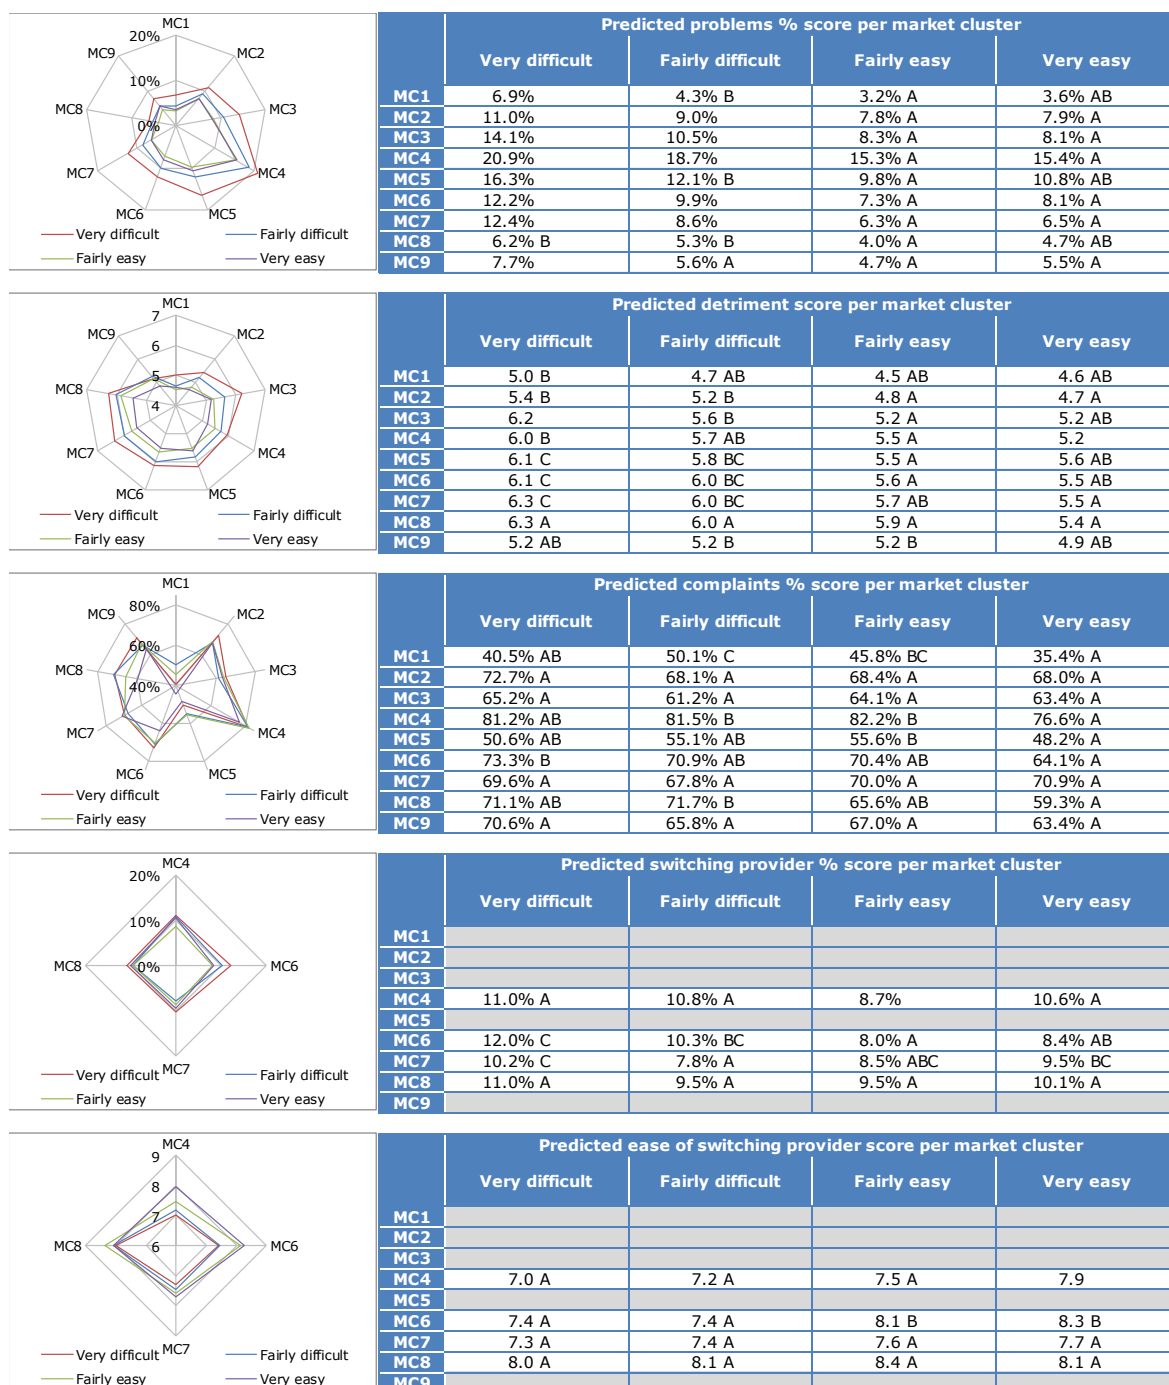 MC1
20%
MC9
MC2
10%
MC8
MC3
0%
MC7
MC4
MC6
MC5
Very difficult
Fairly difficult
Fairly easy
Very easy
Predicted problems % score per market cluster
Very difficult Fairly difficult Fairly easy Very easy
MC1 6.9% 4.3% B 3.2% A 3.6% AB
MC2 11.0% 9.0% 7.8% A 7.9% A
MC3 14.1% 10.5% 8.3% A 8.1% A
MC4 20.9% 18.7% 15.3% A 15.4% A
MC5 16.3% 12.1% B 9.8% A 10.8% AB
MC6 12.2% 9.9% 7.3% A 8.1% A
MC7 12.4% 8.6% 6.3% A 6.5% A
MC8 6.2% B 5.3% B 4.0% A 4.7% AB
MC9 7.7% 5.6% A 4.7% A 5.5% A
MC1
7
MC9
MC2
6
5
MC8
MC3
4
MC7
MC4
MC6
MC5
Very difficult
Fairly difficult
Fairly easy
Very easy
Predicted detriment score per market cluster
Very difficult Fairly difficult Fairly easy Very easy
MC1 5.0 B 4.7 AB 4.5 AB 4.6 AB
MC2 5.4 B 5.2 B 4.8 A 4.7 A
MC3 6.2 5.6 B 5.2 A 5.2 AB
MC4 6.0 B 5.7 AB 5.5 A 5.2
MC5 6.1 C 5.8 BC 5.5 A 5.6 AB
MC6 6.1 C 6.0 BC 5.6 A 5.5 AB
MC7 6.3 C 6.0 BC 5.7 AB 5.5 A
MC8 6.3 A 6.0 A 5.9 A 5.4 A
MC9 5.2 AB 5.2 B 5.2 B 4.9 AB
MC1
80%
MC9
MC2
60%
MC8
MC3
40%
MC7
MC4
MC6
MC5
Very difficult
Fairly difficult
Fairly easy
Very easy
Predicted complaints % score per market cluster
Very difficult Fairly difficult Fairly easy Very easy
MC1 40.5% AB 50.1% C 45.8% BC 35.4% A
MC2 72.7% A 68.1% A 68.4% A 68.0% A
MC3 65.2% A 61.2% A 64.1% A 63.4% A
MC4 81.2% AB 81.5% B 82.2% B 76.6% A
MC5 50.6% AB 55.1% AB 55.6% B 48.2% A
MC6 73.3% B 70.9% AB 70.4% AB 64.1% A
MC7 69.6% A 67.8% A 70.0% A 70.9% A
MC8 71.1% AB 71.7% B 65.6% AB 59.3% A
MC9 70.6% A 65.8% A 67.0% A 63.4% A
MC4
20%
10%
MC8
0%
MC6
MC7
Very difficult
Fairly difficult
Fairly easy
Very easy
Predicted switching provider % score per market cluster
Very difficult Fairly difficult Fairly easy Very easy
MC1
MC2
MC3
MC4 11.0% A 10.8% A 8.7% 10.6% A
MC5
MC6 12.0% C 10.3% BC 8.0% A 8.4% AB
MC7 10.2% C 7.8% A 8.5% ABC 9.5% BC
MC8 11.0% A 9.5% A 9.5% A 10.1% A
MC9
MC4
9
8
7
MC8
6
MC6
MC7
Very difficult
Fairly difficult
Fairly easy
Very easy
Predicted ease of switching provider score per market cluster
Very difficult Fairly difficult Fairly easy Very easy
MC1
MC2
MC3
MC4 7.0 A 7.2 A 7.5 A 7.9
MC5
MC6 7.4 A 7.4 A 8.1 B 8.3 B
MC7 7.3 A 7.4 A 7.6 A 7.7 A
MC8 8.0 A 8.1 A 8.4 A 8.1 A
MC9